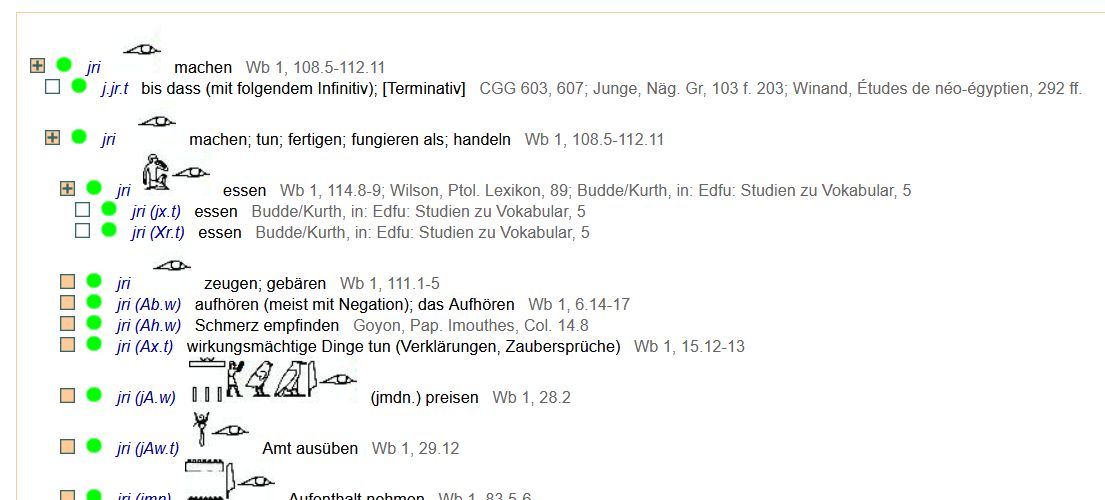 jri machen Wb 1, 108.5-112.11
j.jr.t bis dass (mit folgendem Infinitiv); [Terminativ] CGG 603, 607; Junge, Näg. Gr, 103 f. 203; Winand, Études de néo-égyptien, 292 ff.
jri machen; tun; fertigen; fungieren als; handeln Wb 1, 108.5-112.11
jri essen Wb 1, 114.8-9; Wilson, Ptol. Lexikon, 89; Budde/Kurth, in: Edfu: Studien zu Vokabular, 5
jri (jx.t) essen Budde/Kurth, in: Edfu: Studien zu Vokabular, 5
jri (Xr.t) essen Budde/Kurth, in: Edfu: Studien zu Vokabular, 5
jri zeugen; gebären Wb 1, 111.1-5
jri (Ab.w) aufhören (meist mit Negation); das Aufhören Wb 1, 6.14-17
jri (Ah.w) Schmerz empfinden Goyon, Pap. Imouthes, Col. 14.8
jri (Ax.t) wirkungsmächtige Dinge tun (Verklärungen, Zaubersprüche) Wb 1, 15.12-13
jri (jA.w) (jmdn.) preisen Wb 1, 28.2
jri (jAw.t) Amt ausüben Wb 1, 29.12
jri (jmn) Aufenthalt nehmen Wb 1, 83.5,6